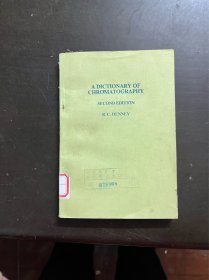 A DICTIONARY OF
CHROMATOGRAPHY
SECOND EDITION
R. C. DENNEY